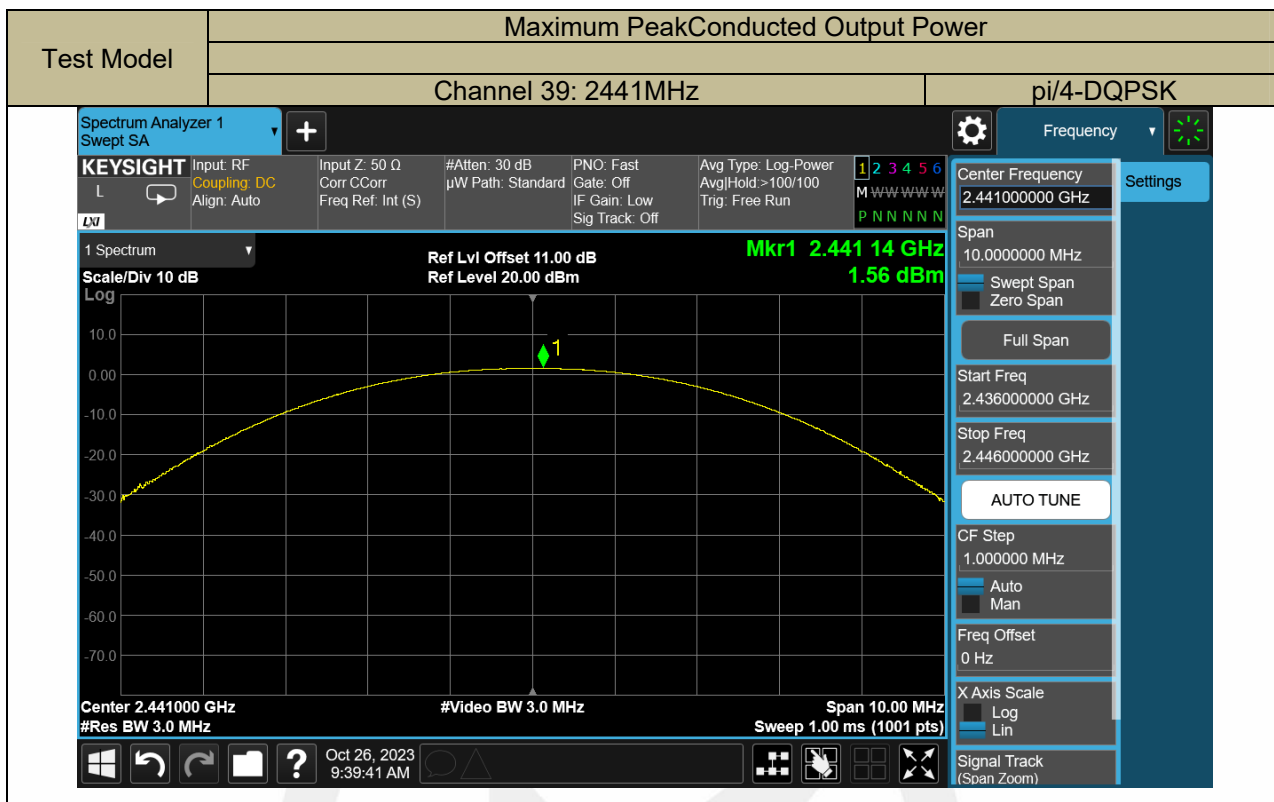 Test Model
Maximum PeakConducted Output Power
Channel 39: 2441MHz
pi/4-DQPSK
Spectrum Analyzer 1
Swept SA
+
Frequency
KEYSIGHT
L
LXI
Input: RF
Coupling: DC
Align: Auto
Input Z: 50 Ω
Corr CCorr
Freq Ref: Int (S)
#Atten: 30 dB
µW Path: Standard
PNO: Fast
Gate: Off
IF Gain: Low
Sig Track: Off
Avg Type: Log-Power
Avg|Hold:>100/100
Trig: Free Run
1 2 3 4 5 6
M W W W W W
P N N N N N
1 Spectrum
Scale/Div 10 dB
Log
Ref Lvl Offset 11.00 dB
Ref Level 20.00 dBm
Mkr1 2.441 14 GHz
1.56 dBm
1
10.0
0.00
-10.0
-20.0
-30.0
-40.0
-50.0
-60.0
-70.0
Center 2.441000 GHz
#Res BW 3.0 MHz
#Video BW 3.0 MHz
Span 10.00 MHz
Sweep 1.00 ms (1001 pts)
Center Frequency
2.441000000 GHz
Settings
Span
10.0000000 MHz
Swept Span
Zero Span
Full Span
Start Freq
2.436000000 GHz
Stop Freq
2.446000000 GHz
AUTO TUNE
CF Step
1.000000 MHz
Auto
Man
Freq Offset
0 Hz
X Axis Scale
Log
Lin
Signal Track
(Span Zoom)
?
Oct 26, 2023
9:39:41 AM